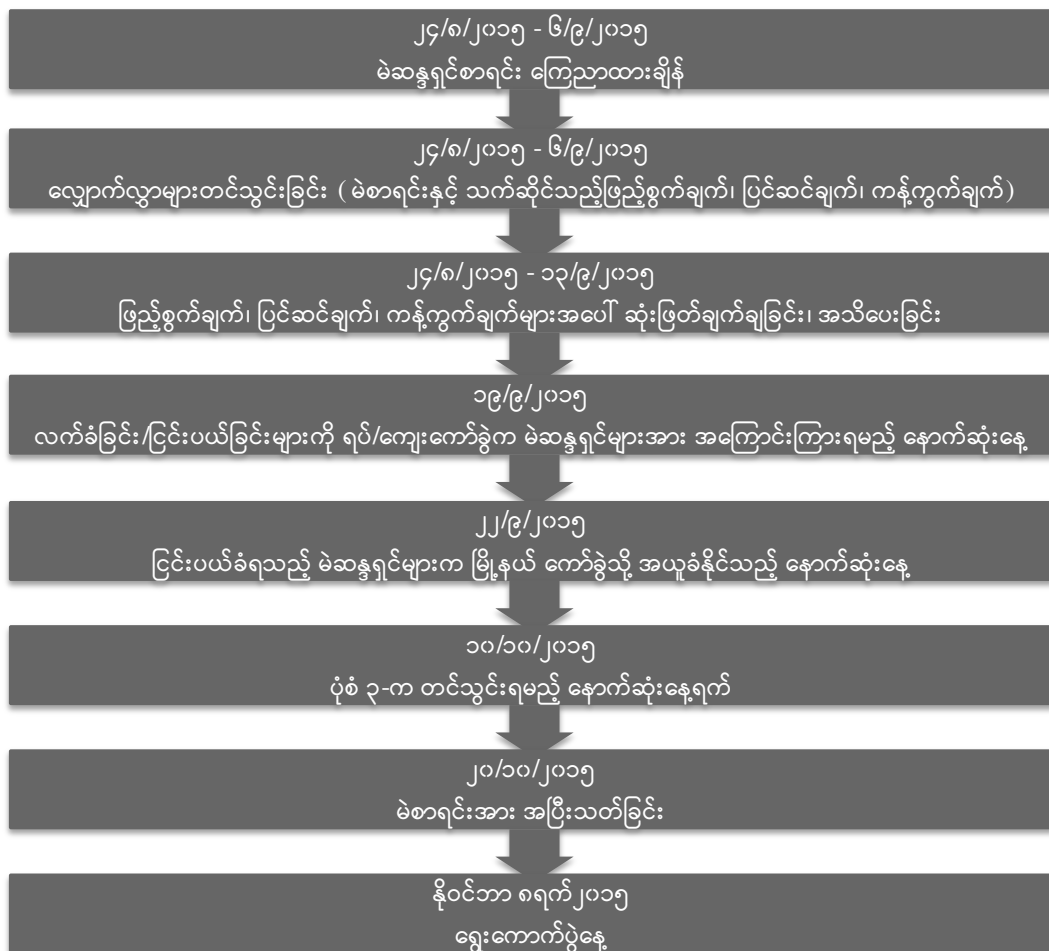 ၂၄/၈/၂၀၁၅ - ၆/၉/၂၀၁၅
မဲဆန္ဒရှင်စာရင်း ကြေညာထားချိန်
၂၄/၈/၂၀၁၅ - ၆/၉/၂၀၁၅
လျှောက်လွှာများတင်သွင်းခြင်း (မဲစာရင်းနှင့် သက်ဆိုင်သည့်ဖြည့်စွက်ချက်၊ ပြင်ဆင်ချက်၊ ကန့်ကွက်ချက်)
၂၄/၈/၂၀၁၅ - ၁၃/၉/၂၀၁၅
ဖြည့်စွက်ချက်၊ ပြင်ဆင်ချက်၊ ကန့်ကွက်ချက်များအပေါ် ဆုံးဖြတ်ချက်ချခြင်း၊ အသိပေးခြင်း
၁၉/၉/၂၀၁၅
လက်ခံခြင်း/ငြင်းပယ်ခြင်းများကို ရပ်/ကျေးကော်ခွဲက မဲဆန္ဒရှင်များအား အကြောင်းကြားရမည့် နောက်ဆုံးနေ့
၂၂/၉/၂၀၁၅
ငြင်းပယ်ခံရသည့် မဲဆန္ဒရှင်များက မြို့နယ် ကော်ခွဲသို့ အယူခံနိုင်သည့် နောက်ဆုံးနေ့
၁၀/၁၀/၂၀၁၅
ပုံစံ ၃-က တင်သွင်းရမည့် နောက်ဆုံးနေ့ရက်
၂၀/၁၀/၂၀၁၅
မဲစာရင်းအား အပြီးသတ်ခြင်း
နိုဝင်ဘာ ၈ရက်၂၀၁၅
ရွေးကောက်ပွဲနေ့